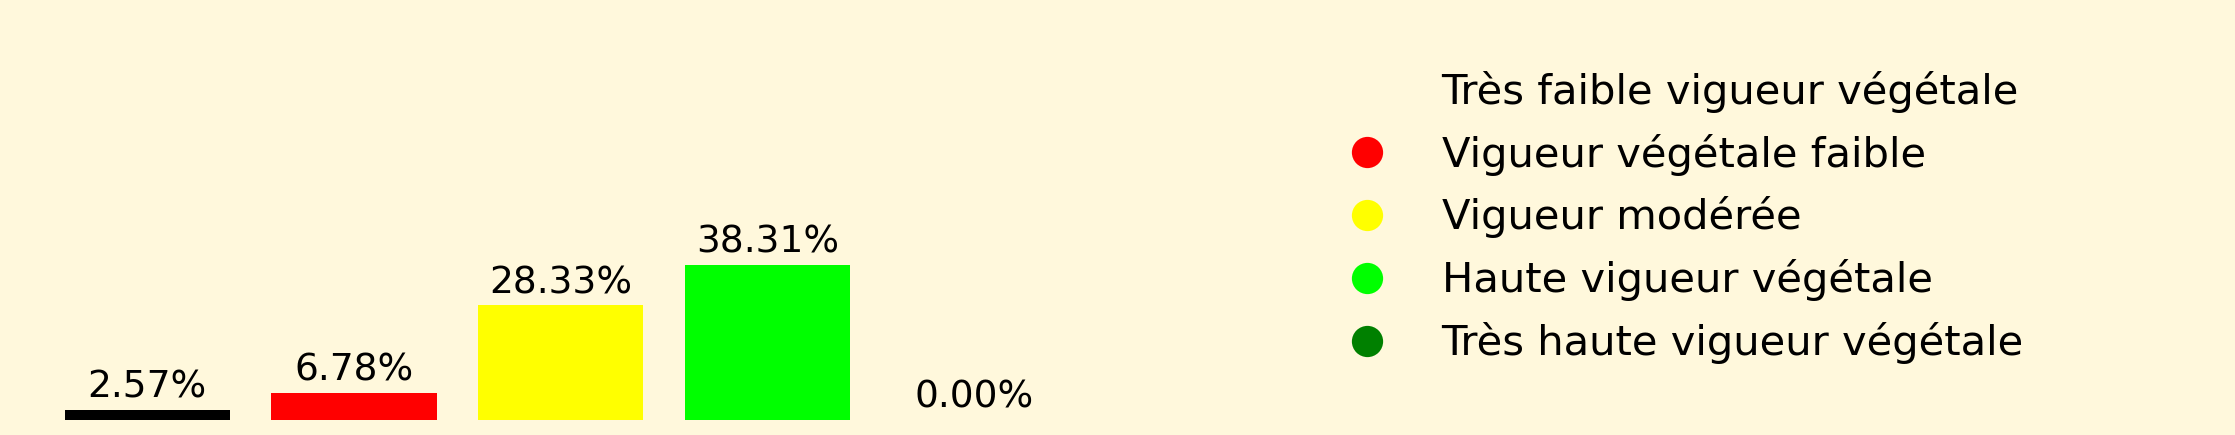 2.57%
6.78%
28.33%
38.31%
0.00%
Très faible vigueur végétale
Vigueur végétale faible
Vigueur modérée
Haute vigueur végétale
Très haute vigueur végétale